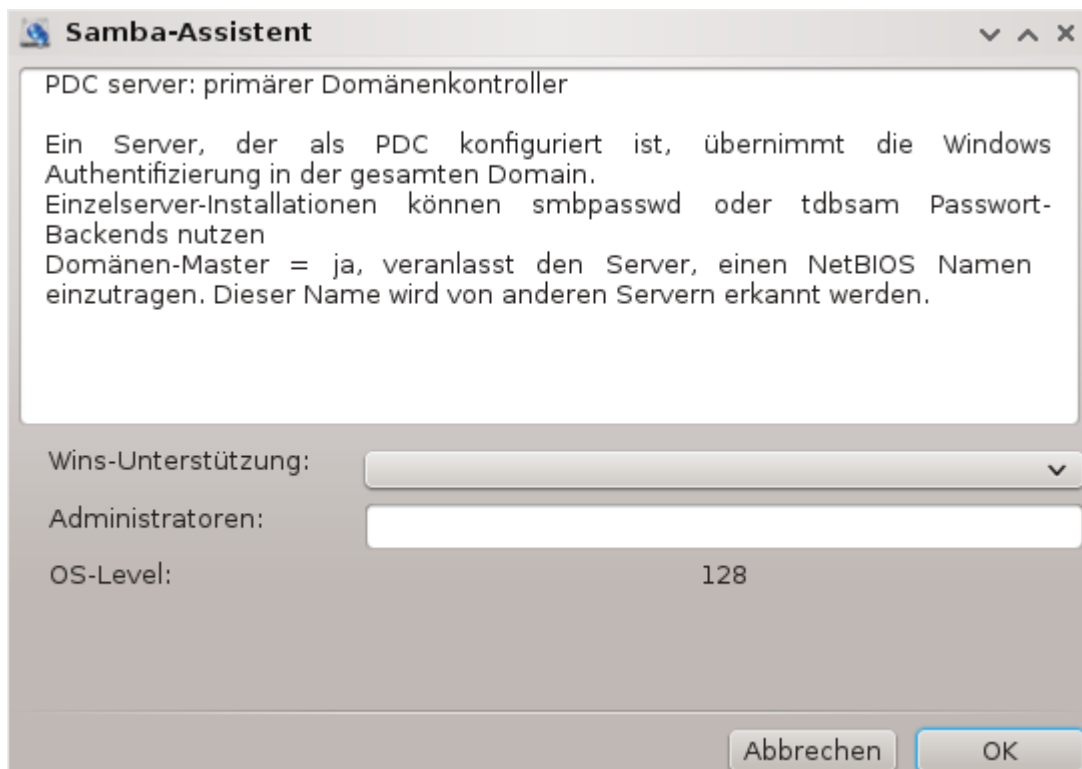 Samba-Assistent
PDC server: primärer Domänenkontroller
Ein Server, der als PDC konfiguriert ist, übernimmt die Windows
Authentifizierung in der gesamten Domain.
Einzelserver-Installationen können smbpasswd oder tdbsam Passwort-
Backends nutzen
Domänen-Master = ja, veranlasst den Server, einen NetBIOS Namen
einzutragen. Dieser Name wird von anderen Servern erkannt werden.
Wins-Unterstützung:
Administratoren:
OS-Level: 128
Abbrechen OK